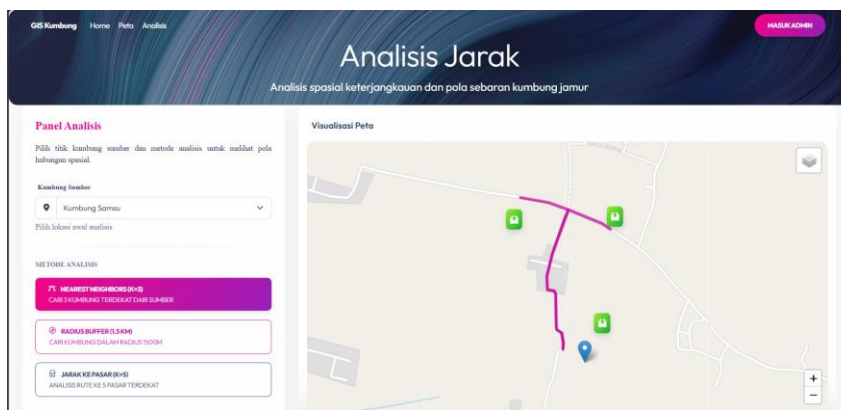 GIS Kumbung Home Peta Analisis
MASUK ADMIN
Analisis Jarak
Analisis spasial keterjangkauan dan pola sebaran kumbung jamur
Panel Analisis
Pilih titik kumbung sumber dan metode analisis untuk melihat pola
hubungan spasial.
Kumbung Sumber
Kumbung Samsu
Pilih lokasi awal analisis
METODE ANALISIS
NEAREST NEIGHBORS (K=3)
CARI 3 KUMBUNG TERDEKAT DARI SUMBER
RADIUS BUFFER (1.5 KM)
CARI KUMBUNG DALAM RADIUS 1500M
JARAK KE PASAR (K=5)
ANALISIS RUTE KE 5 PASAR TERDEKAT
Visualisasi Peta
+
−